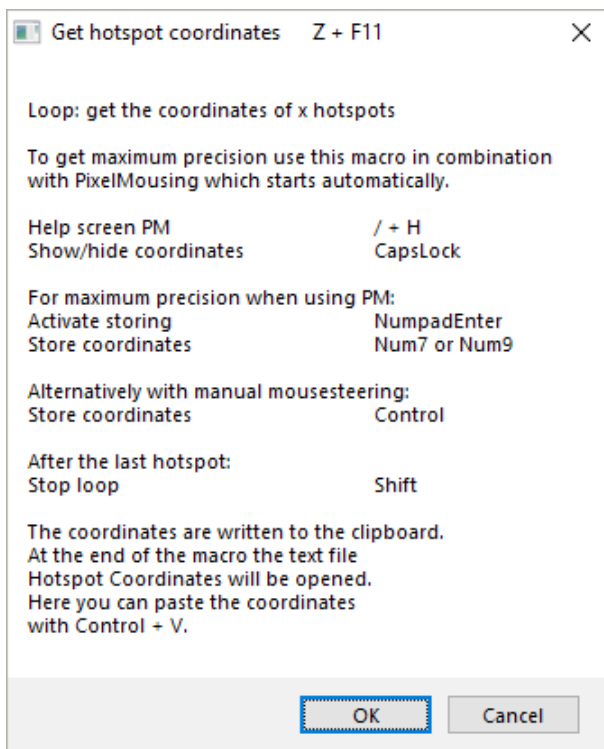 Get hotspot coordinates Z + F11
Loop: get the coordinates of x hotspots
To get maximum precision use this macro in combination
with PixelMousing which starts automatically.
Help screen PM / + H
Show/hide coordinates CapsLock
For maximum precision when using PM:
Activate storing NumpadEnter
Store coordinates Num7 or Num9
Alternatively with manual mousesteering:
Store coordinates Control
After the last hotspot:
Stop loop Shift
The coordinates are written to the clipboard.
At the end of the macro the text file
Hotspot Coordinates will be opened.
Here you can paste the coordinates
with Control + V.
OK Cancel